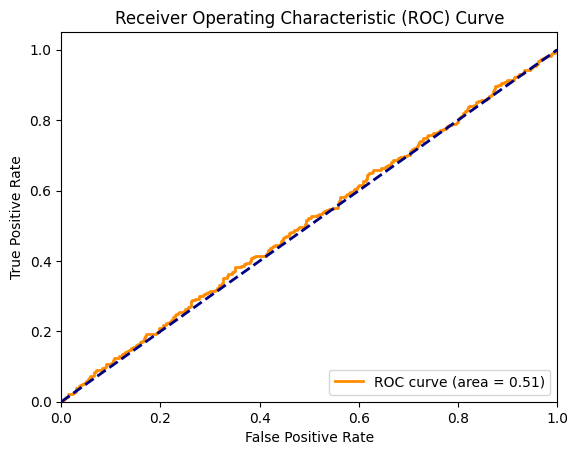 Receiver Operating Characteristic (ROC) Curve
1.0
0.8
0.6
0.4
0.2
0.0
True Positive Rate
ROC curve (area = 0.51)
0.0 0.2 0.4 0.6 0.8 1.0
False Positive Rate